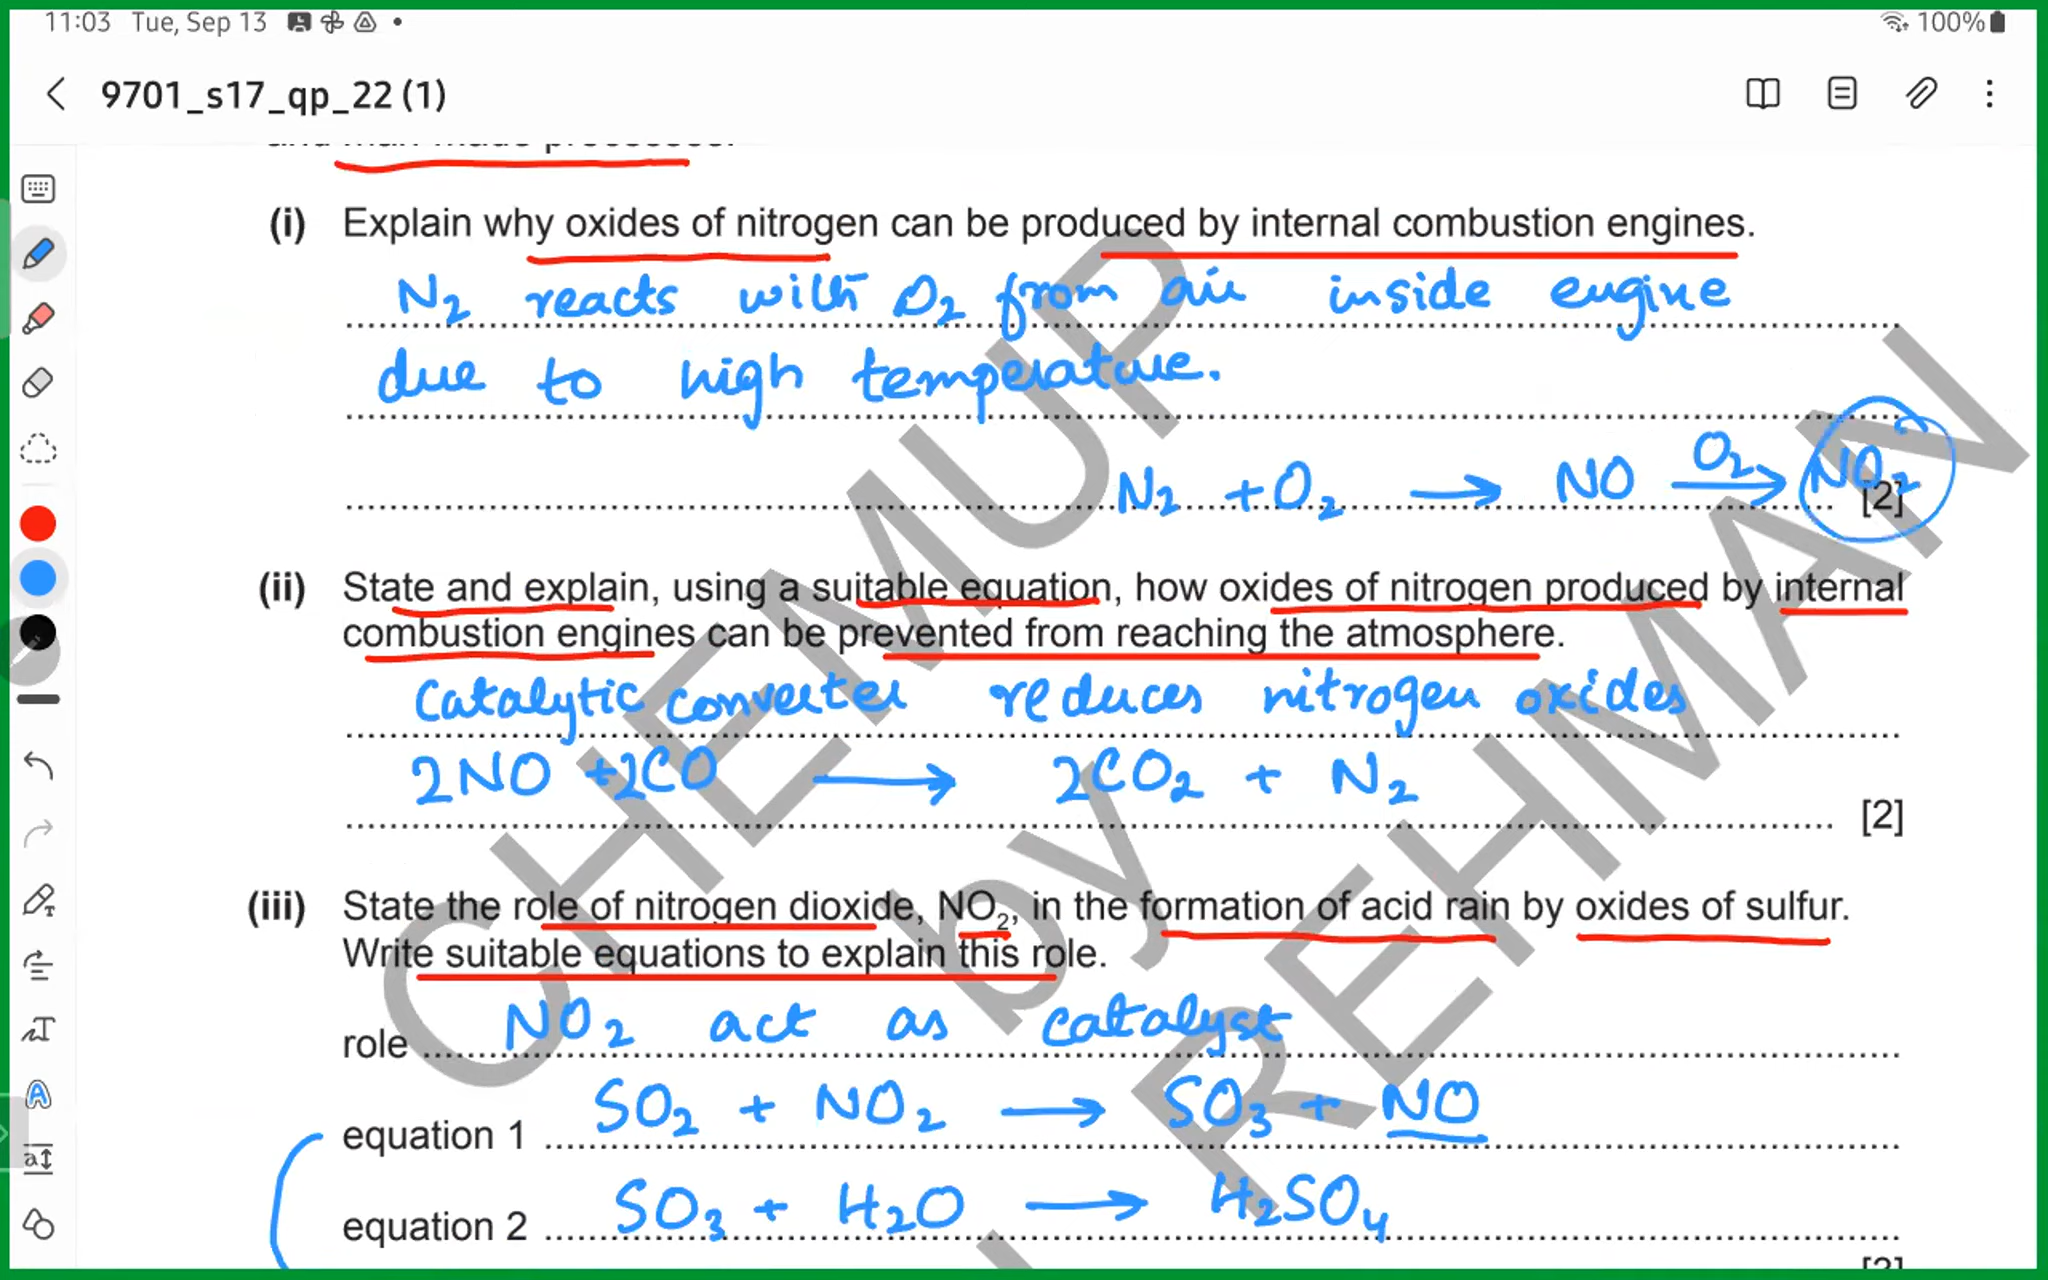 11:03 Tue, Sep 13
100%
9701_s17_qp_22 (1)
and man-made processes.
(i) Explain why oxides of nitrogen can be produced by internal combustion engines.
N₂ reacts with O₂ from air inside engine
due to high temperature.
N₂ + O₂ → NO O₂→ NO₂
[2]
(ii) State and explain, using a suitable equation, how oxides of nitrogen produced by internal
combustion engines can be prevented from reaching the atmosphere.
Catalytic converter reduces nitrogen oxides
2NO + 2CO → 2CO₂ + N₂
[2]
(iii) State the role of nitrogen dioxide, NO₂, in the formation of acid rain by oxides of sulfur.
Write suitable equations to explain this role.
role NO₂ act as catalyst
equation 1 SO₂ + NO₂ → SO₃ + NO
equation 2 SO₃ + H₂O → H₂SO₄
CHEMUP
by
REHMAN